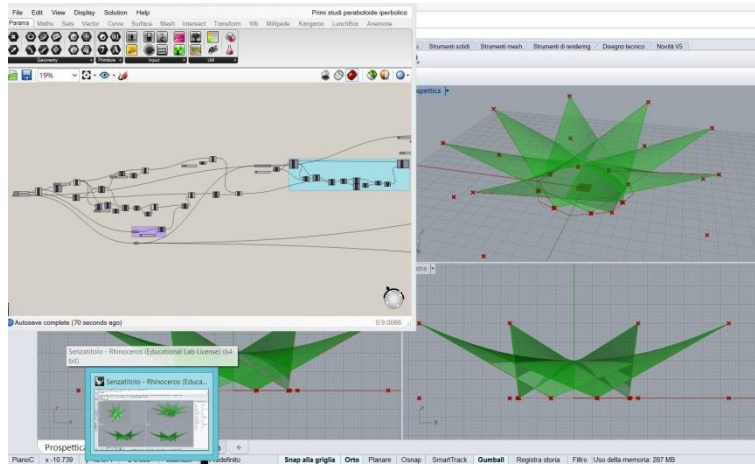 File Edit View Display Solution Help
Primi studi paraboloide iperbolico
Params Maths Sets Vector Curve Surface Mesh Intersect Transform Wb Millipede Kangaroo LunchBox Anemone
Geometry + Primitive + Input + Util +
19%
Autosave complete (70 seconds ago)
0.9.0066
Strumenti solidi Strumenti mesh Strumenti di rendering Disegno tecnico Novità V5
ospettica
stra
Senzatitolo - Rhinoceros (Educational Lab License) (64-
bit)
Senzatitolo - Rhinoceros (Educa...
Prospettica
z
x
z
y
PianoC x -10.739
Snap alla griglia Orto Planare Osnap SmartTrack Gumball Registra storia Filtro Uso della memoria: 297 MB